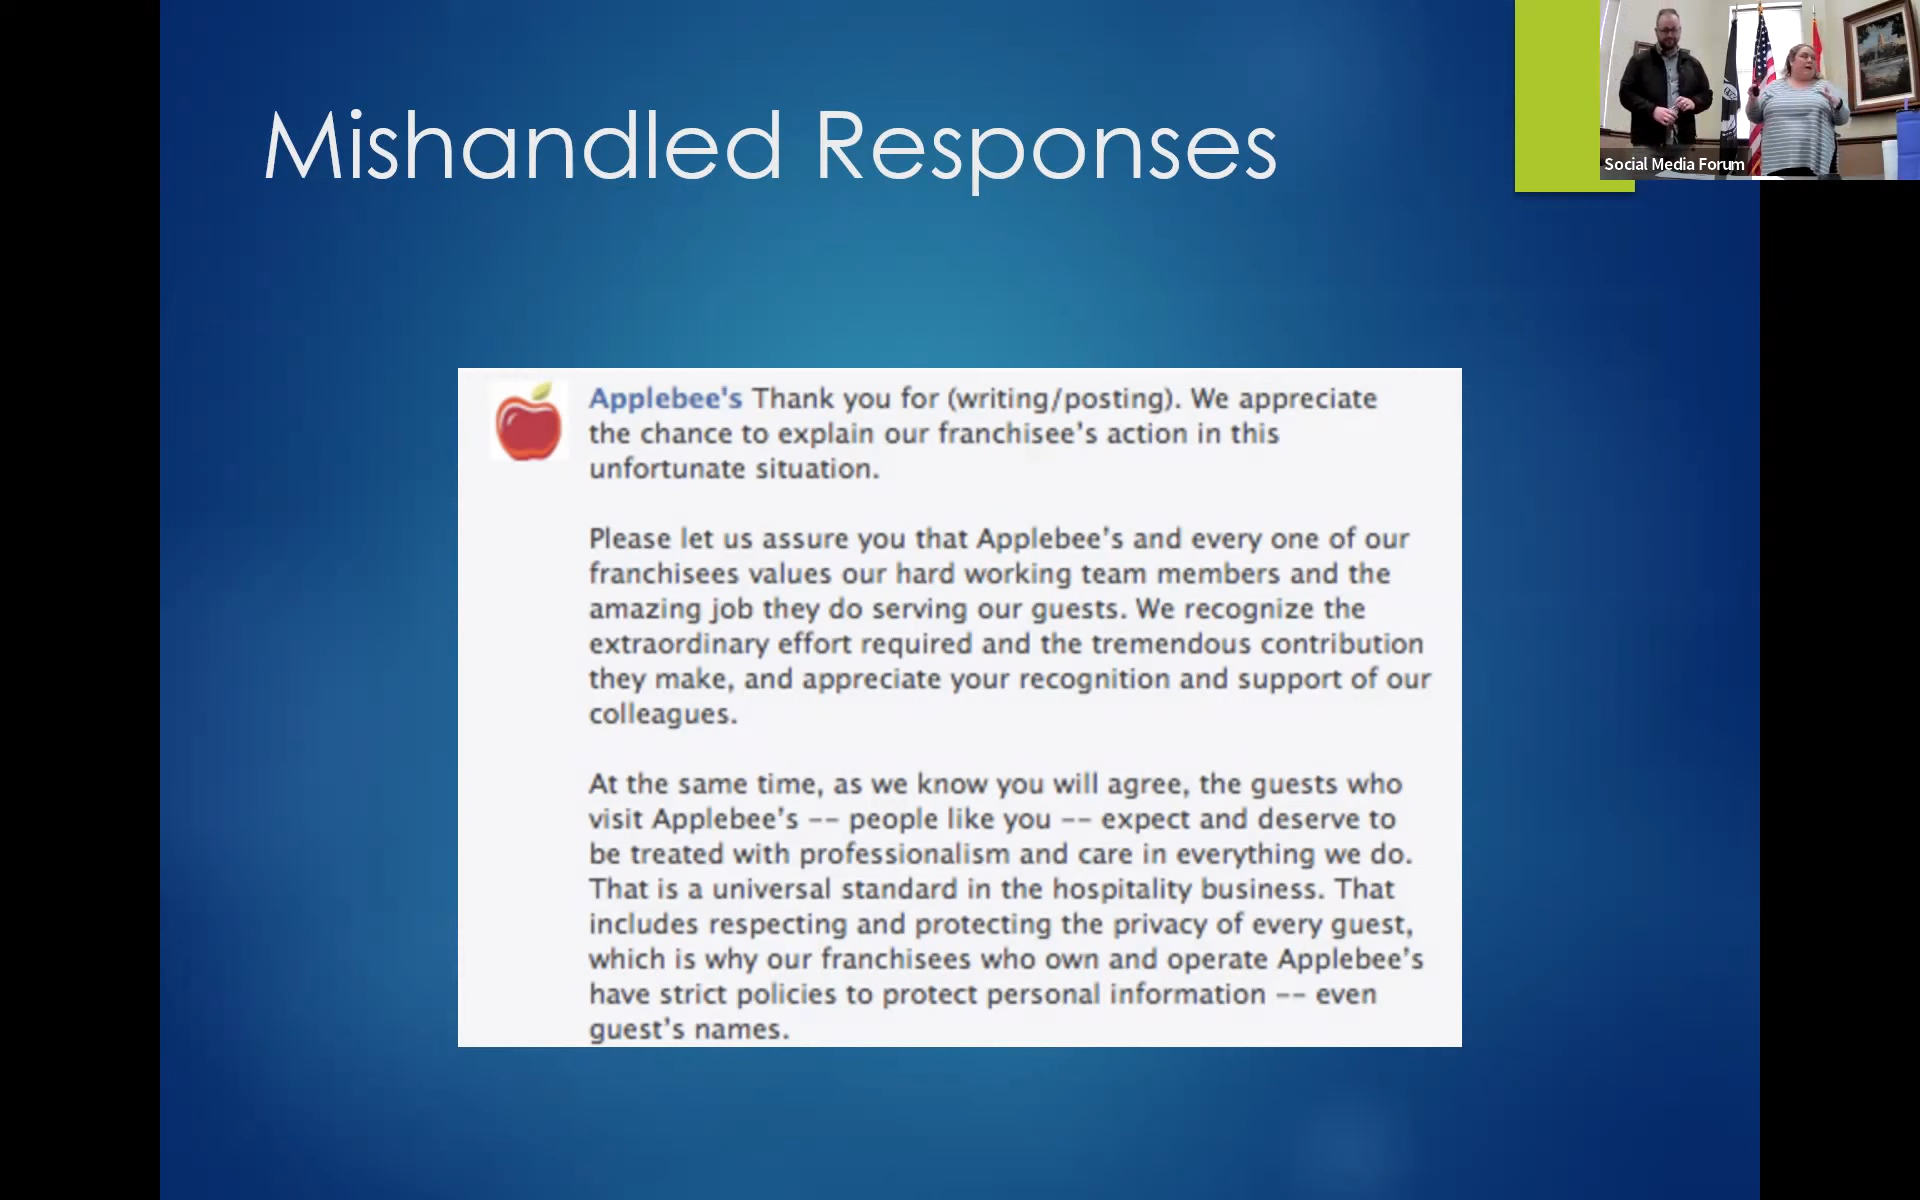 Mishandled Responses
Social Media Forum
Applebee's Thank you for (writing/posting). We appreciate
the chance to explain our franchisee's action in this
unfortunate situation.
Please let us assure you that Applebee's and every one of our
franchisees values our hard working team members and the
amazing job they do serving our guests. We recognize the
extraordinary effort required and the tremendous contribution
they make, and appreciate your recognition and support of our
colleagues.
At the same time, as we know you will agree, the guests who
visit Applebee's -- people like you -- expect and deserve to
be treated with professionalism and care in everything we do.
That is a universal standard in the hospitality business. That
includes respecting and protecting the privacy of every guest,
which is why our franchisees who own and operate Applebee's
have strict policies to protect personal information -- even
guest's names.